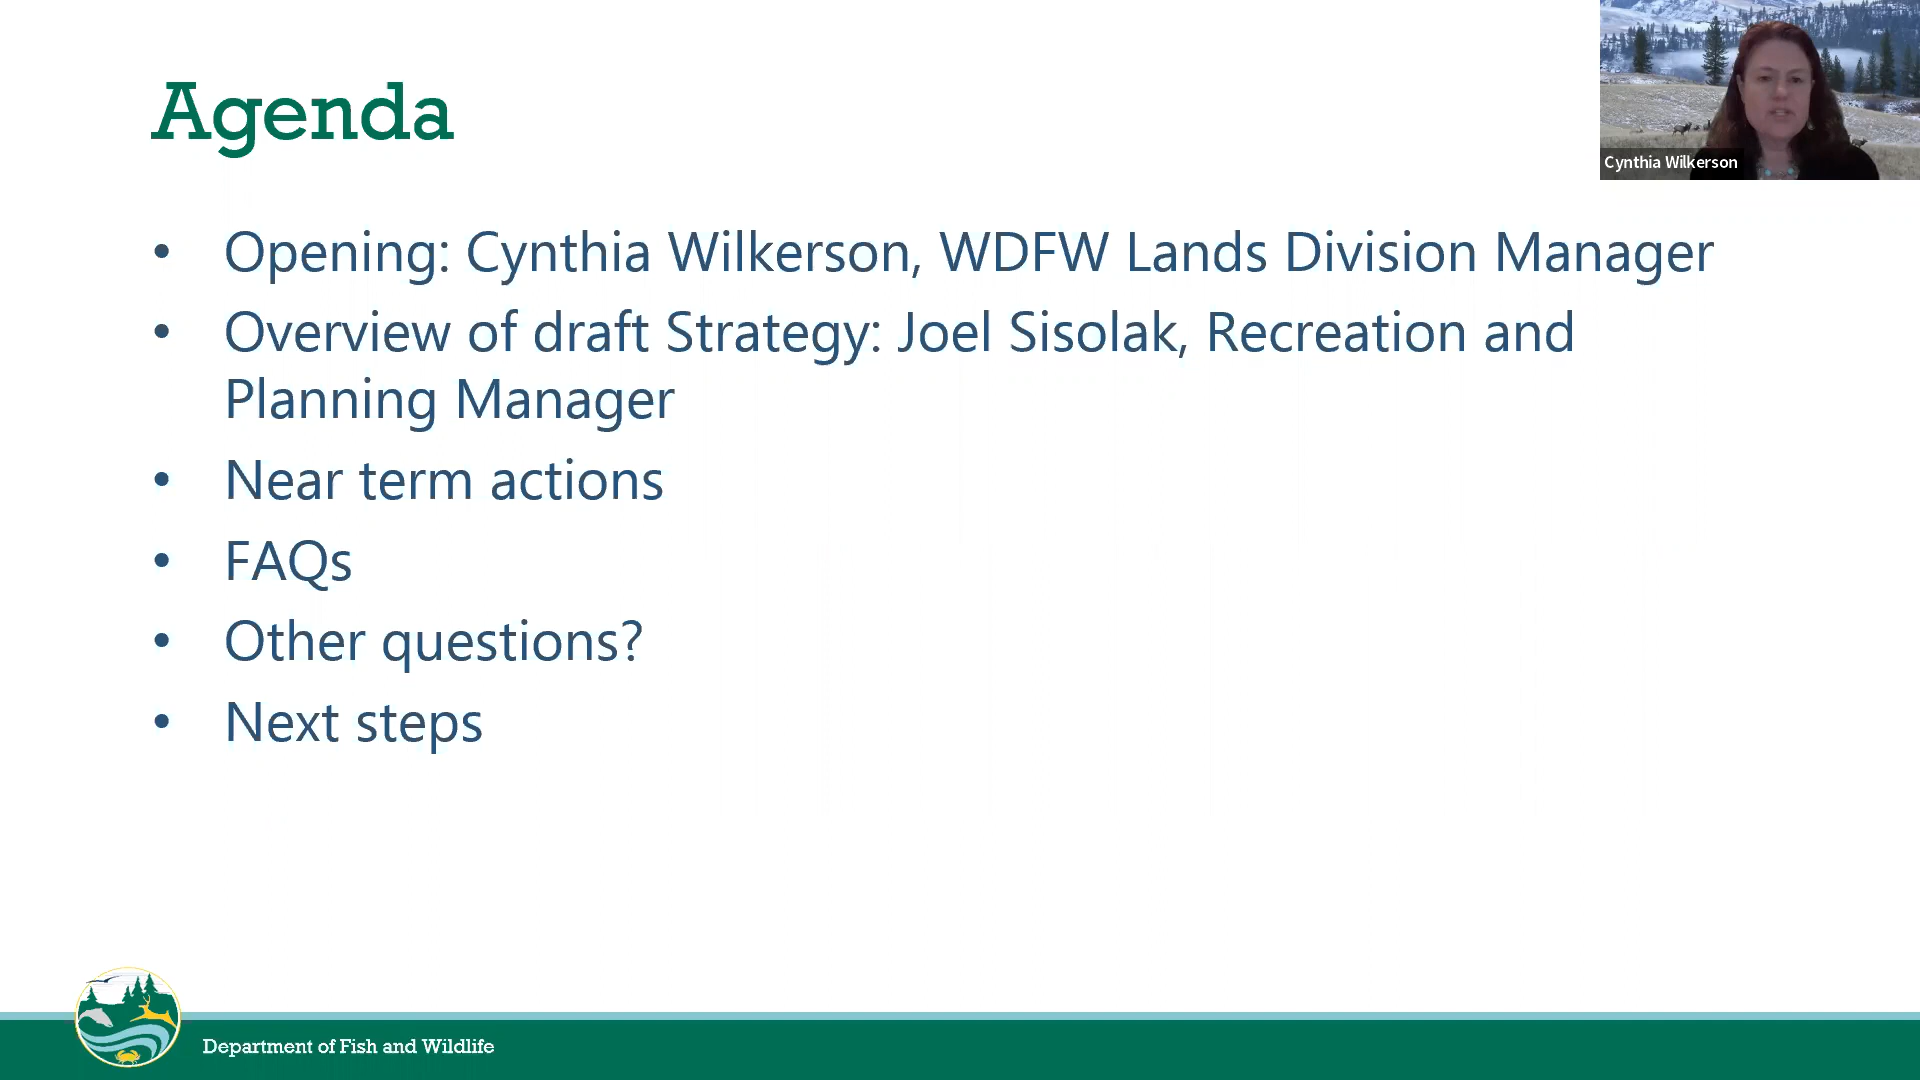 Agenda
Cynthia Wilkerson
• Opening: Cynthia Wilkerson, WDFW Lands Division Manager
• Overview of draft Strategy: Joel Sisolak, Recreation and
Planning Manager
• Near term actions
• FAQs
• Other questions?
• Next steps
Department of Fish and Wildlife